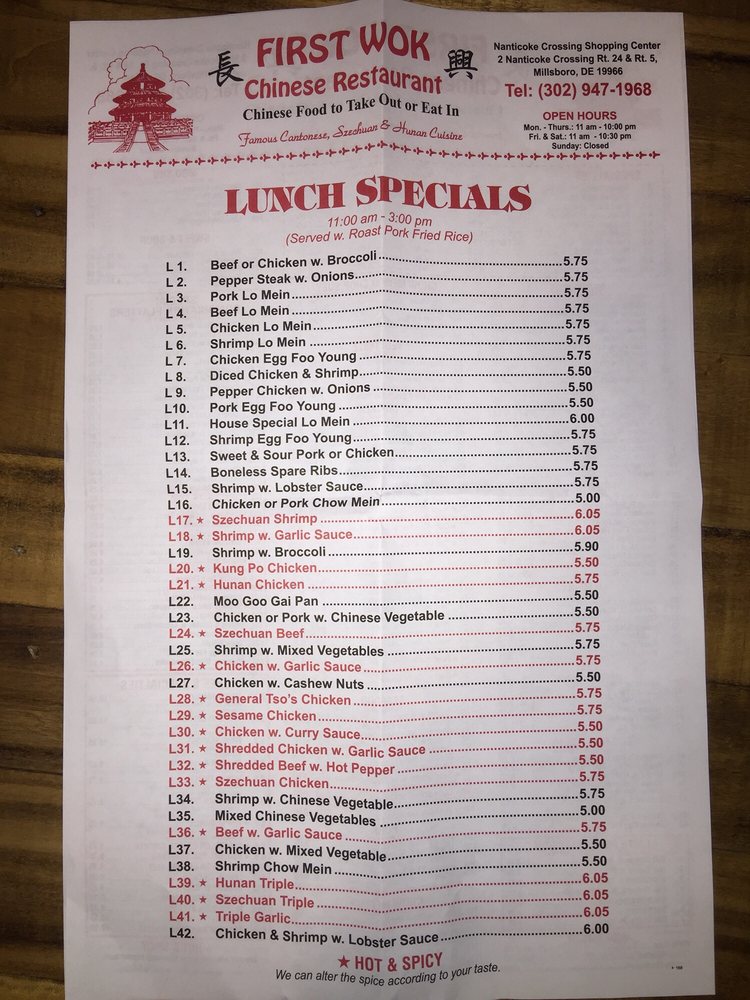 長 FIRST WOK 興
Chinese Restaurant
Chinese Food to Take Out or Eat In
Famous Cantonese, Szechuan & Hunan Cuisine
Nanticoke Crossing Shopping Center
2 Nanticoke Crossing Rt. 24 & Rt. 5,
Millsboro, DE 19966
Tel: (302) 947-1968
OPEN HOURS
Mon. - Thurs.: 11 am - 10:00 pm
Fri. & Sat.: 11 am - 10:30 pm
Sunday: Closed
LUNCH SPECIALS
11:00 am - 3:00 pm
(Served w. Roast Pork Fried Rice)
L 1. Beef or Chicken w. Broccoli 5.75
L 2. Pepper Steak w. Onions 5.75
L 3. Pork Lo Mein 5.75
L 4. Beef Lo Mein 5.75
L 5. Chicken Lo Mein 5.75
L 6. Shrimp Lo Mein 5.75
L 7. Chicken Egg Foo Young 5.75
L 8. Diced Chicken & Shrimp 5.50
L 9. Pepper Chicken w. Onions 5.50
L10. Pork Egg Foo Young 5.50
L11. House Special Lo Mein 6.00
L12. Shrimp Egg Foo Young 5.75
L13. Sweet & Sour Pork or Chicken 5.75
L14. Boneless Spare Ribs 5.75
L15. Shrimp w. Lobster Sauce 5.75
L16. Chicken or Pork Chow Mein 5.00
L17. ★ Szechuan Shrimp 6.05
L18. ★ Shrimp w. Garlic Sauce 6.05
L19. Shrimp w. Broccoli 5.90
L20. ★ Kung Po Chicken 5.50
L21. ★ Hunan Chicken 5.75
L22. Moo Goo Gai Pan 5.50
L23. Chicken or Pork w. Chinese Vegetable 5.50
L24. ★ Szechuan Beef 5.75
L25. Shrimp w. Mixed Vegetables 5.75
L26. ★ Chicken w. Garlic Sauce 5.75
L27. Chicken w. Cashew Nuts 5.50
L28. ★ General Tso's Chicken 5.75
L29. ★ Sesame Chicken 5.75
L30. ★ Chicken w. Curry Sauce 5.50
L31. ★ Shredded Chicken w. Garlic Sauce 5.50
L32. ★ Shredded Beef w. Hot Pepper 5.50
L33. ★ Szechuan Chicken 5.75
L34. Shrimp w. Chinese Vegetable 5.75
L35. Mixed Chinese Vegetables 5.00
L36. ★ Beef w. Garlic Sauce 5.75
L37. Chicken w. Mixed Vegetable 5.50
L38. Shrimp Chow Mein 5.50
L39. ★ Hunan Triple 6.05
L40. ★ Szechuan Triple 6.05
L41. ★ Triple Garlic 6.05
L42. Chicken & Shrimp w. Lobster Sauce 6.00
★ HOT & SPICY
We can alter the spice according to your taste.